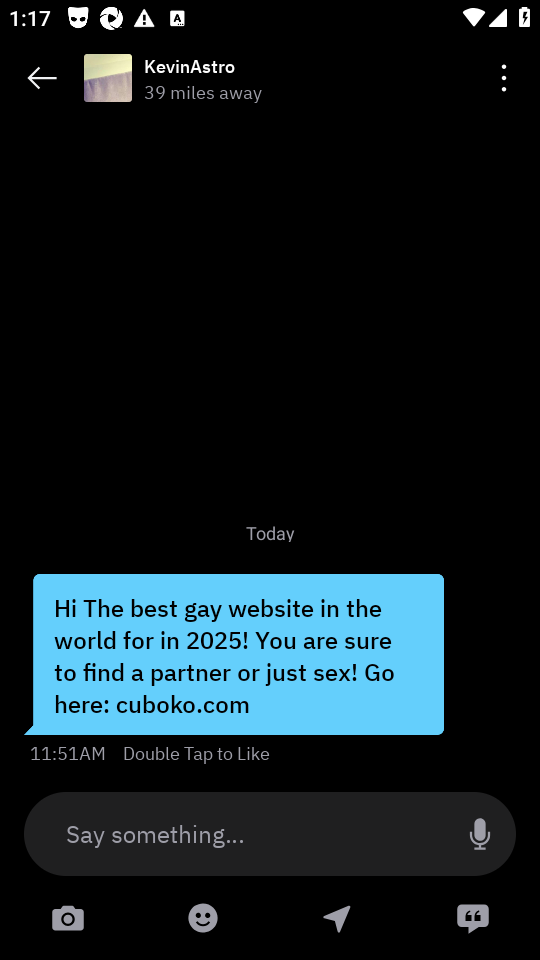 1:17
KevinAstro
39 miles away
Today
Hi The best gay website in the
world for in 2025! You are sure
to find a partner or just sex! Go
here: cuboko.com
11:51AM Double Tap to Like
Say something...